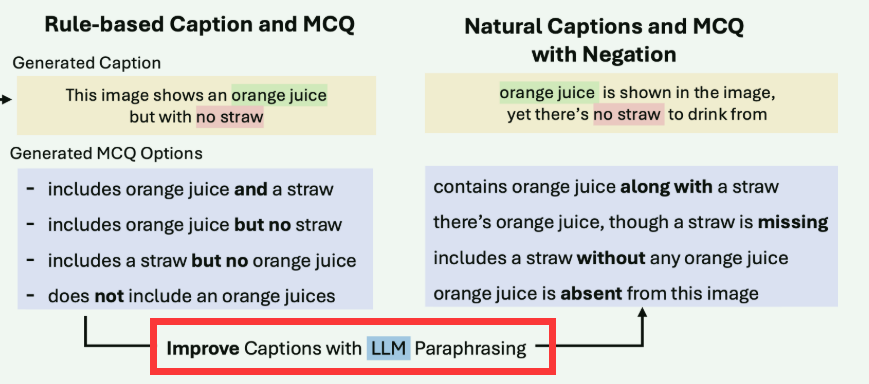 Rule-based Caption and MCQ
Generated Caption
This image shows an orange juice
but with no straw
Generated MCQ Options
- includes orange juice and a straw
- includes orange juice but no straw
- includes a straw but no orange juice
- does not include an orange juices
Natural Captions and MCQ
with Negation
orange juice is shown in the image,
yet there's no straw to drink from
contains orange juice along with a straw
there's orange juice, though a straw is missing
includes a straw without any orange juice
orange juice is absent from this image
Improve Captions with LLM Paraphrasing